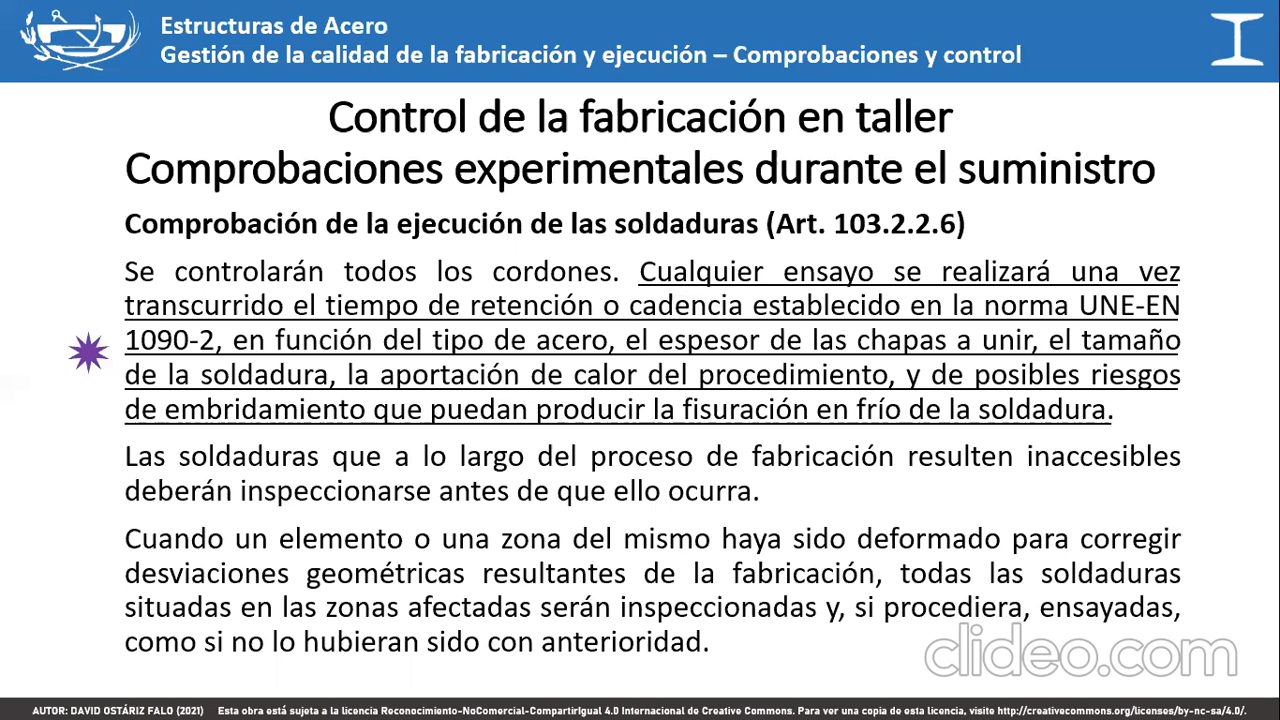 Estructuras de Acero
Gestión de la calidad de la fabricación y ejecución – Comprobaciones y control
Control de la fabricación en taller
Comprobaciones experimentales durante el suministro
Comprobación de la ejecución de las soldaduras (Art. 103.2.2.6)
Se controlarán todos los cordones. Cualquier ensayo se realizará una vez
transcurrido el tiempo de retención o cadencia establecido en la norma UNE-EN
1090-2, en función del tipo de acero, el espesor de las chapas a unir, el tamaño
de la soldadura, la aportación de calor del procedimiento, y de posibles riesgos
de embridamiento que puedan producir la fisuración en frío de la soldadura.
Las soldaduras que a lo largo del proceso de fabricación resulten inaccesibles
deberán inspeccionarse antes de que ello ocurra.
Cuando un elemento o una zona del mismo haya sido deformado para corregir
desviaciones geométricas resultantes de la fabricación, todas las soldaduras
situadas en las zonas afectadas serán inspeccionadas y, si procediera, ensayadas,
como si no lo hubieran sido con anterioridad.
clideo.com
AUTOR: DAVID OSTÁRIZ FALO (2021) Esta obra está sujeta a la licencia Reconocimiento-NoComercial-CompartirIgual 4.0 Internacional de Creative Commons. Para ver una copia de esta licencia, visite http://creativecommons.org/licenses/by-nc-sa/4.0/.